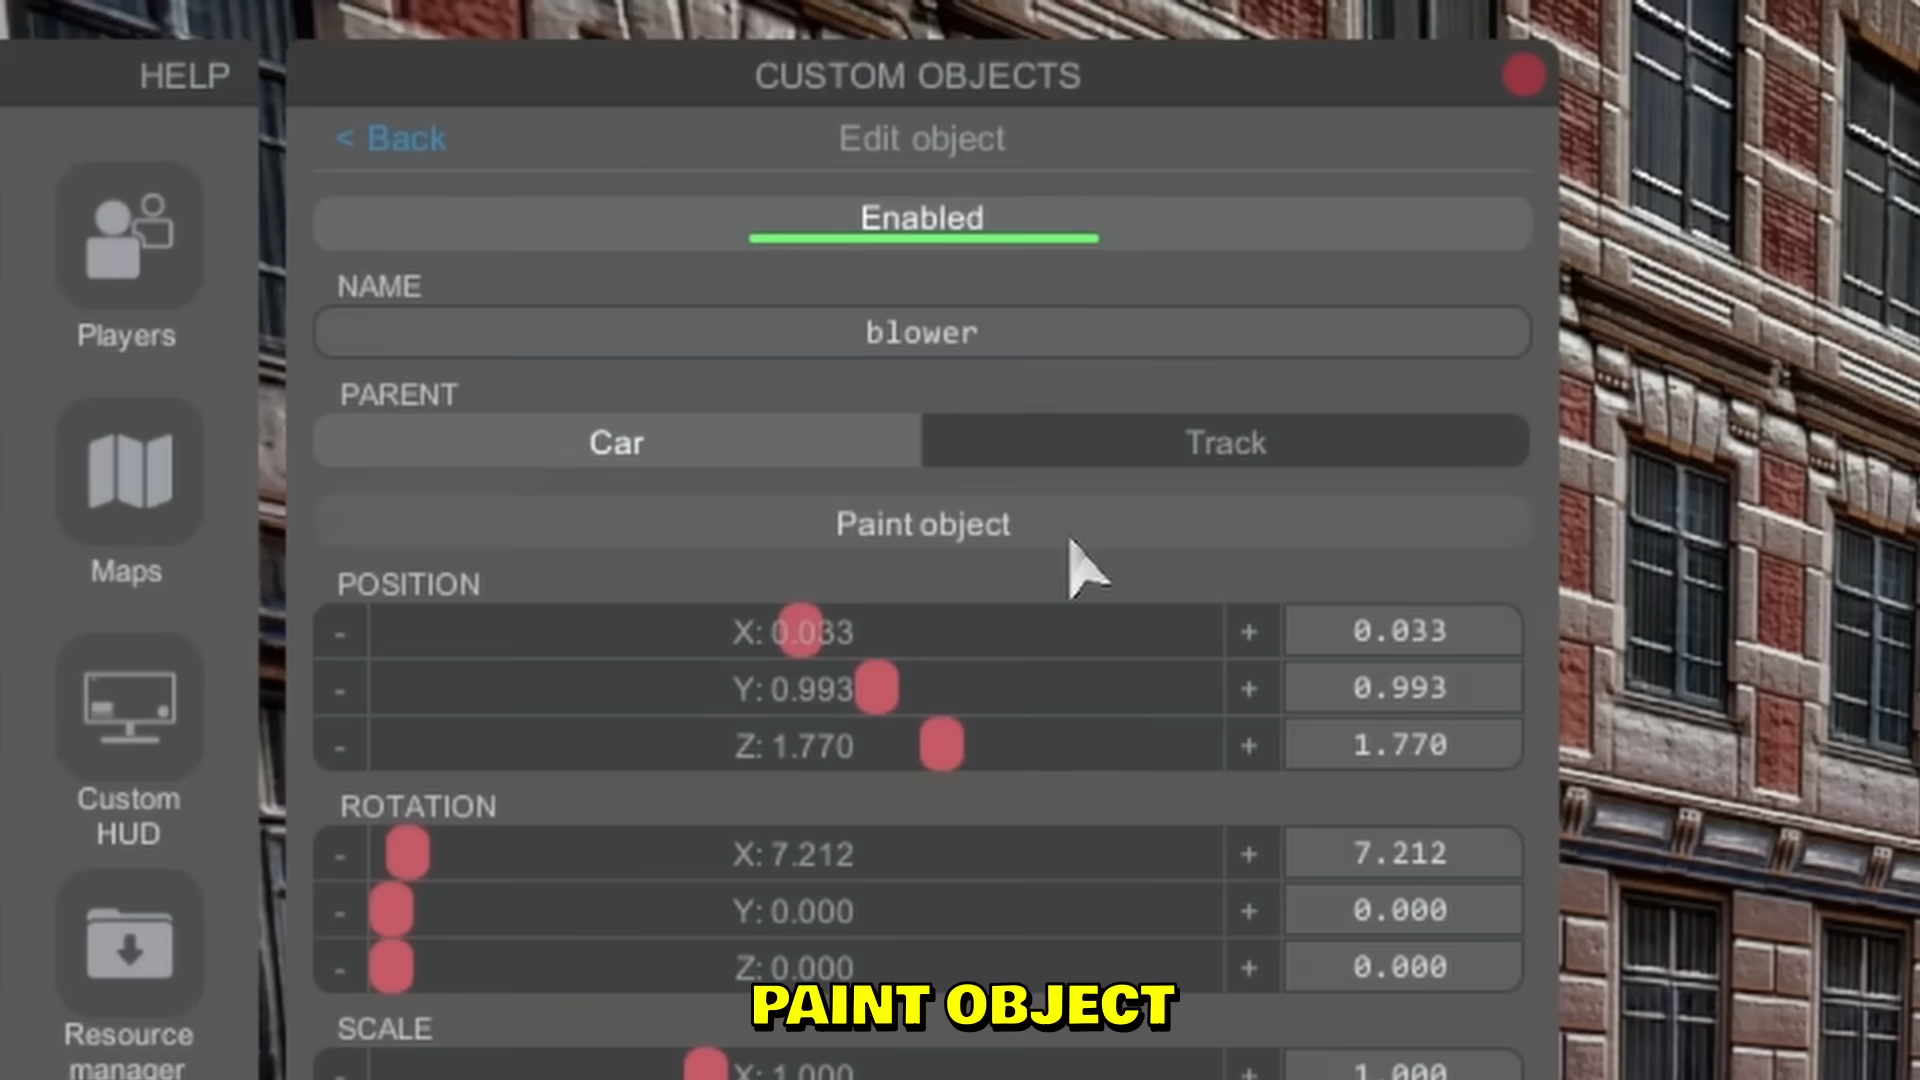 HELP
CUSTOM OBJECTS
< Back
Edit object
Enabled
NAME
blower
Players
PARENT
Car
Track
Paint object
Maps
POSITION
- X: 0.033 + 0.033
- Y: 0.993 + 0.993
- Z: 1.770 + 1.770
Custom
HUD
ROTATION
- X: 7.212 + 7.212
- Y: 0.000 + 0.000
- Z: 0.000 + 0.000
PAINT OBJECT
Resource
manager
SCALE
- X: 1.000 + 1.000